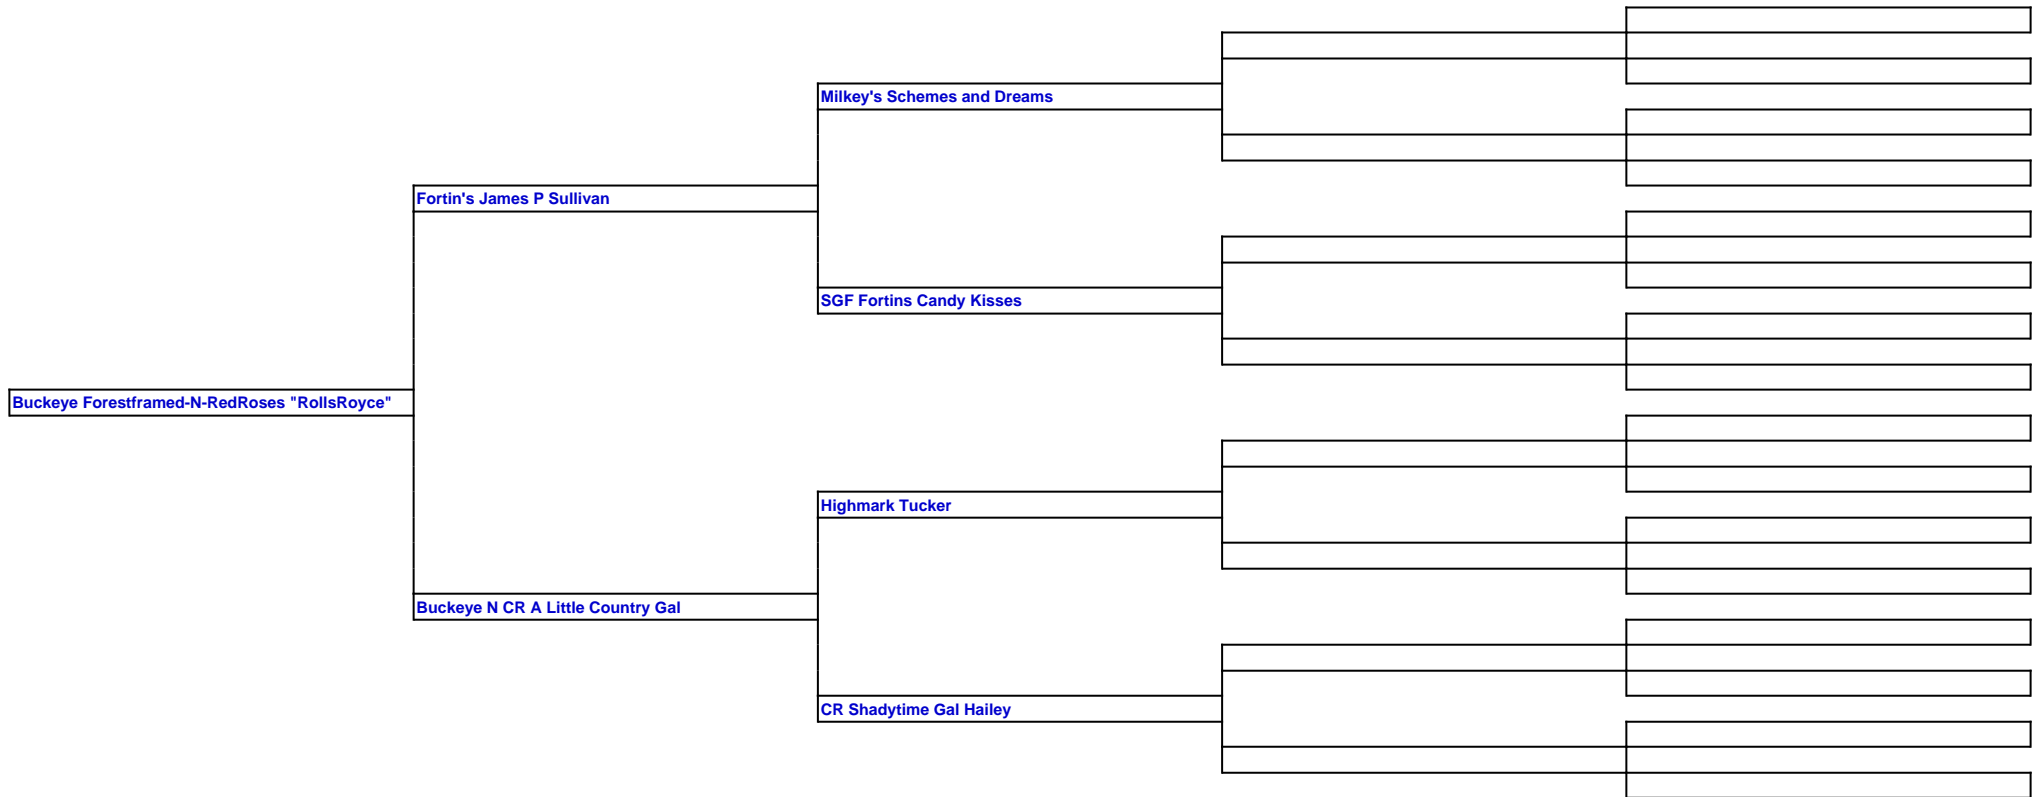 Milkey's Schemes and Dreams
Fortin's James P Sullivan
SGF Fortins Candy Kisses
Buckeye Forestframed-N-RedRoses "RollsRoyce"
Highmark Tucker
Buckeye N CR A Little Country Gal
CR Shadytime Gal Hailey